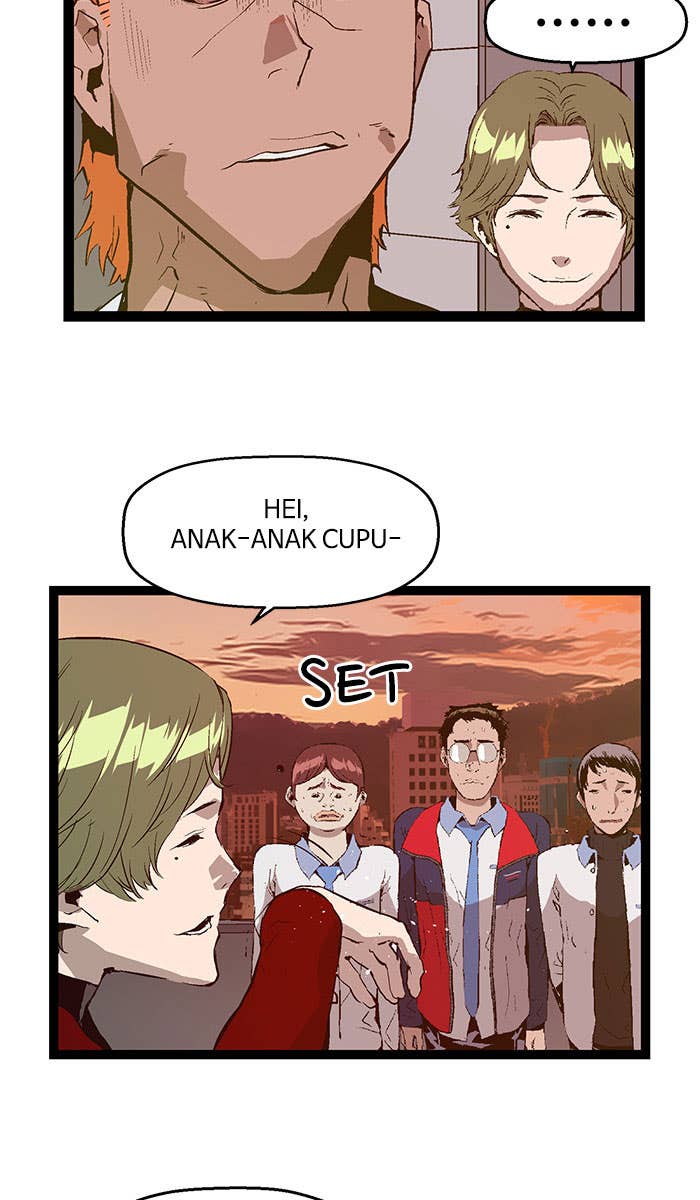 ......
HEI,
ANAK-ANAK CUPU-
SET